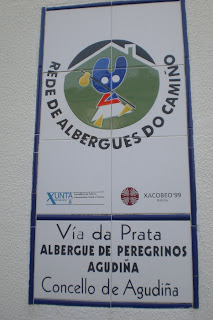 REDE DE ALBERGUES DO CAMIÑO
XUNTA
XACOBEO'99
Vía da Prata
ALBERGUE DE PEREGRINOS
AGUDIÑA
Concello de Agudiña